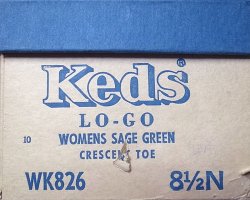 Keds®
LO-GO
10 WOMENS SAGE GREEN
CRESCENT TOE
WK826 8½N